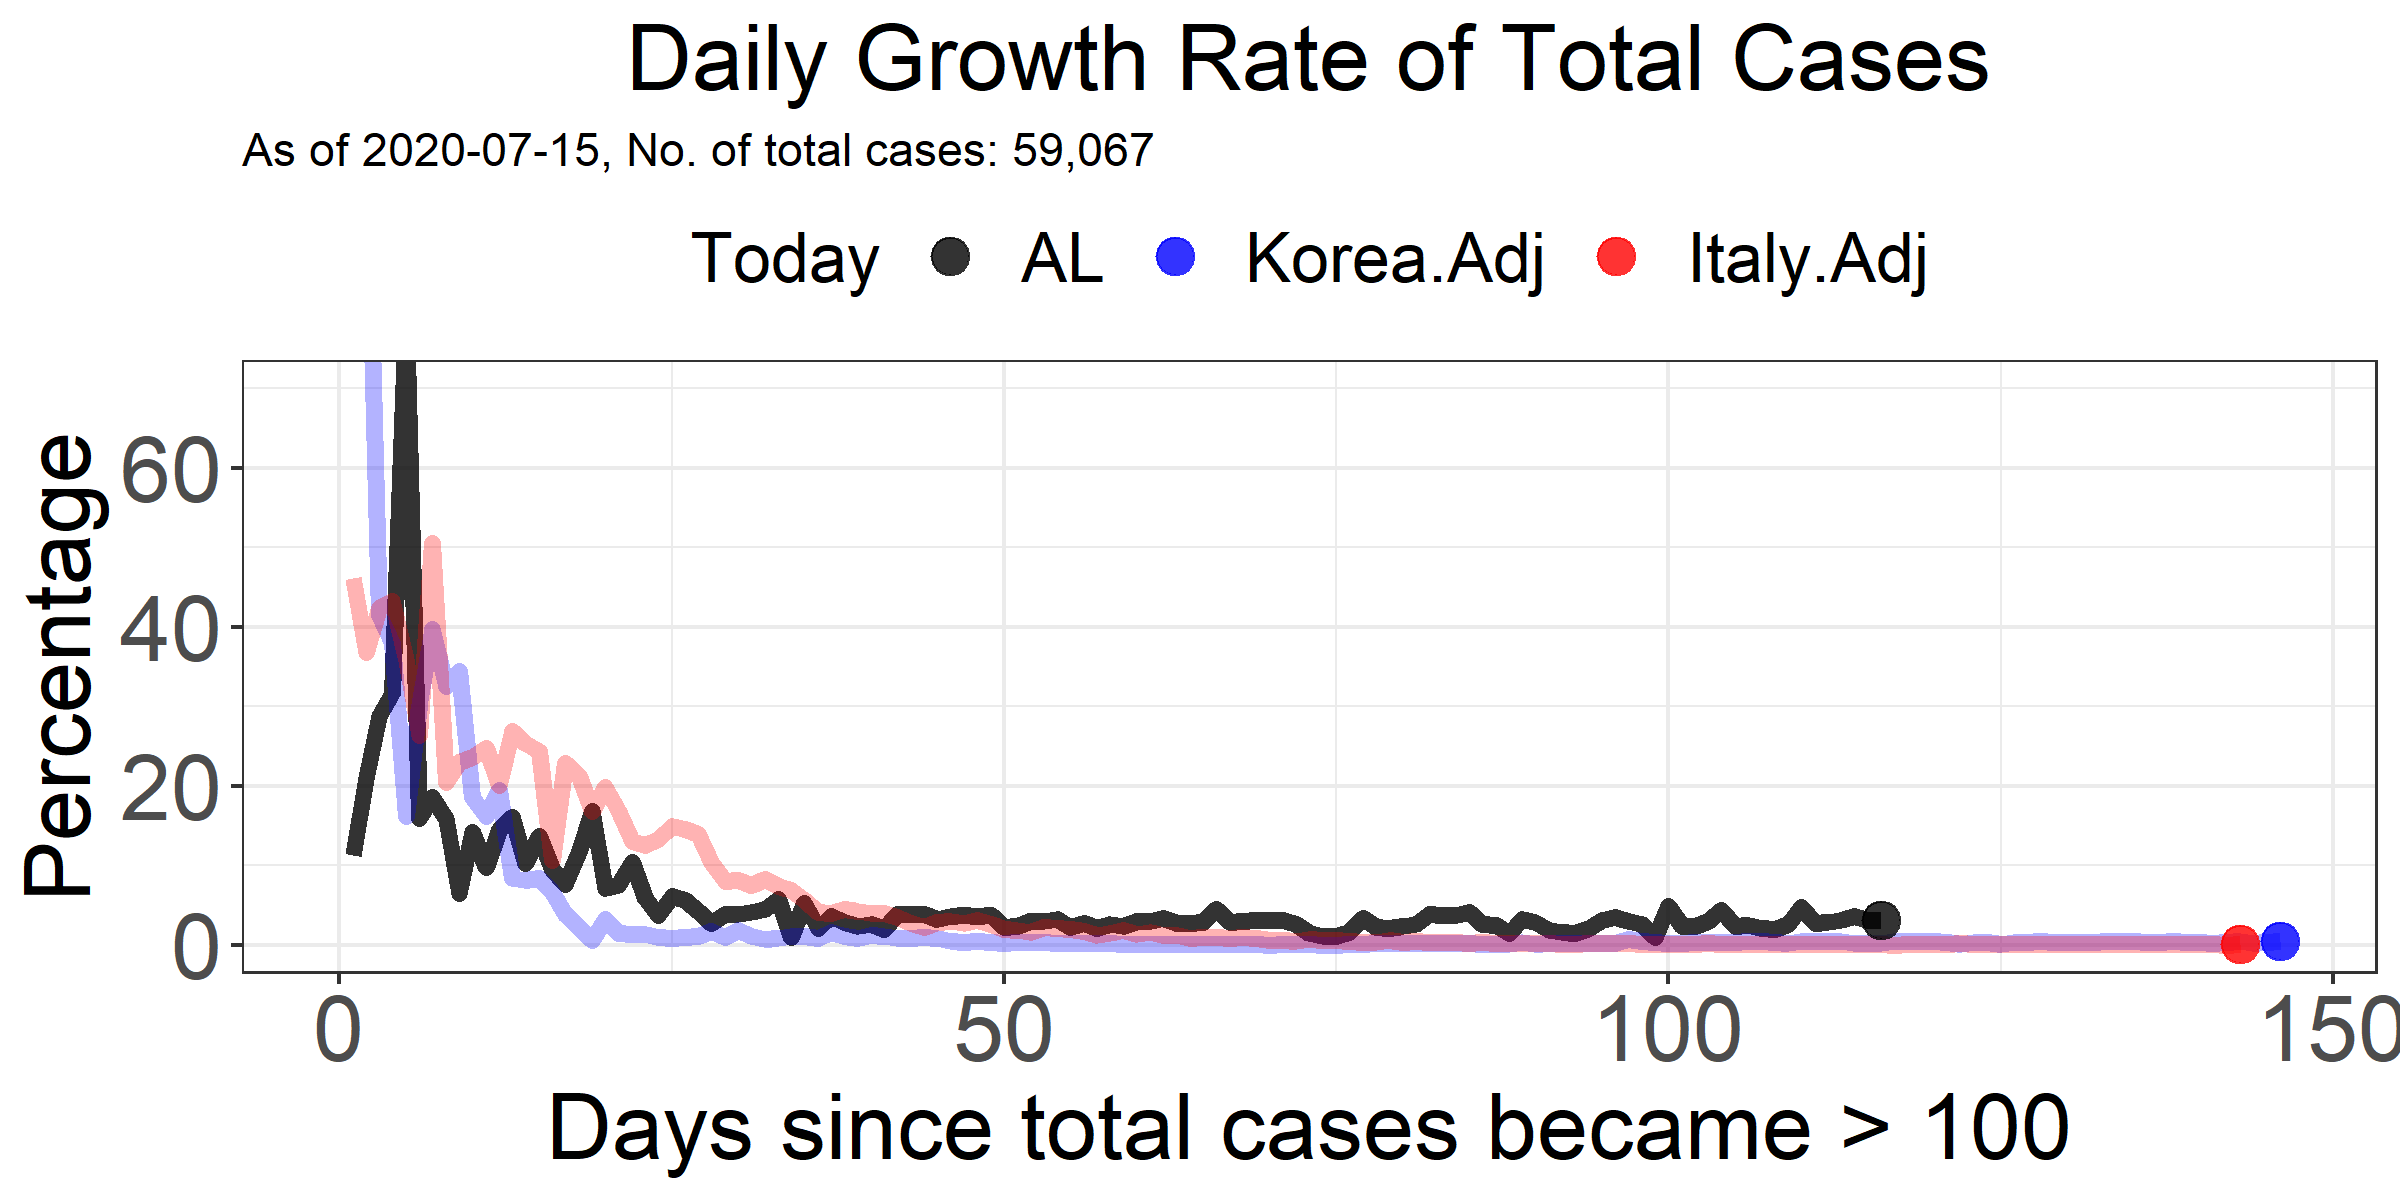 Daily Growth Rate of Total Cases
As of 2020-07-15, No. of total cases: 59,067
Today AL Korea.Adj Italy.Adj
Percentage
60
40
20
0
0 50 100 150
Days since total cases became > 100